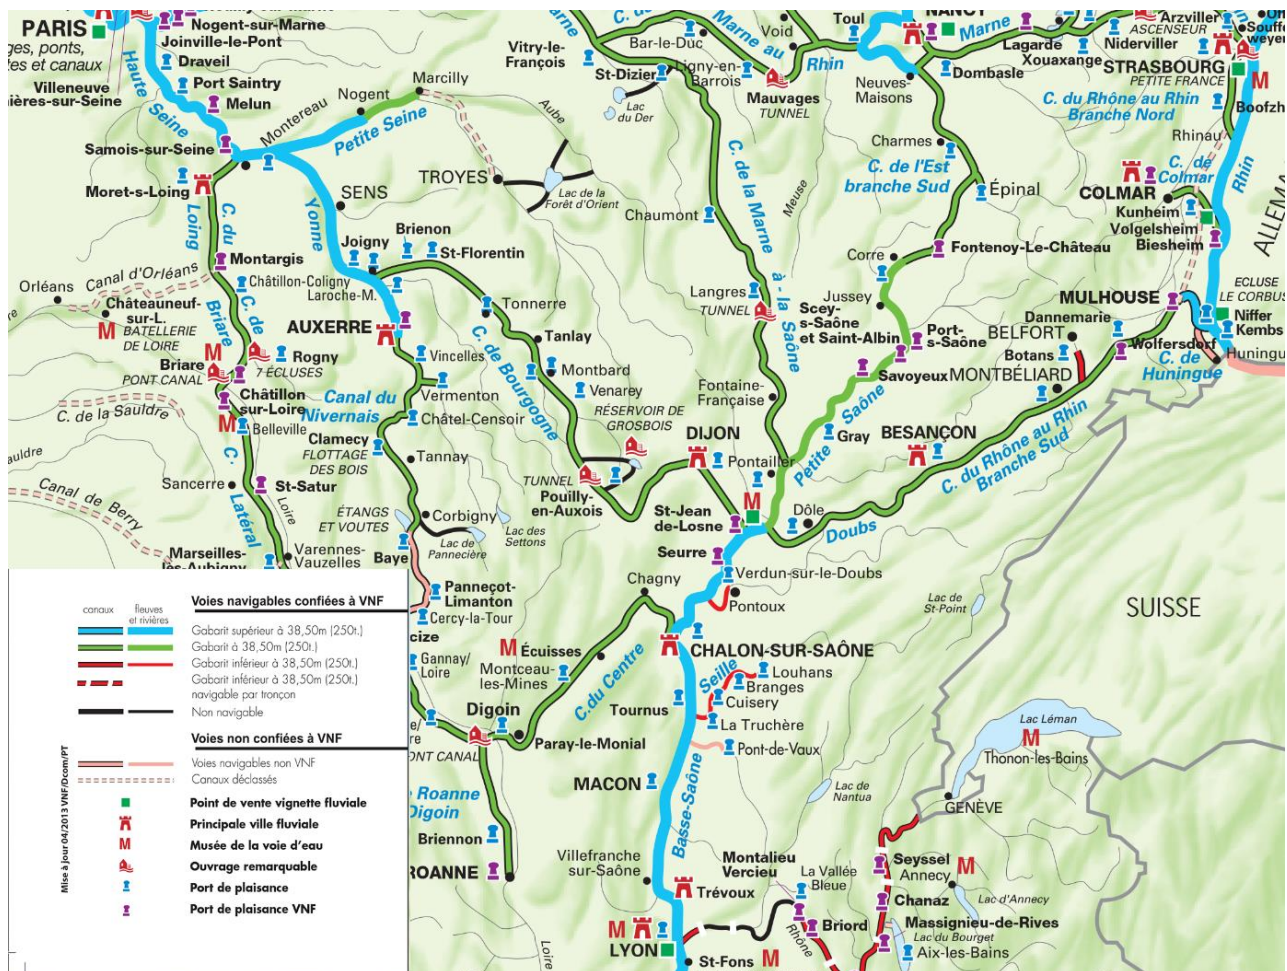 PARIS
ges, ponts,
tes et canaux
Villeneuve
nières-sur-Seine
Nogent-sur-Marne
Joinville-le-Pont
Draveil
Port Saintry
Melun
Haute Seine
Samois-sur-Seine
Montereau
Nogent
Marcilly
Petite Seine
Aube
Moret-s-Loing
TROYES
Lac de la
Forêt d'Orient
SENS
Yonne
C. du
Loing
Joigny
Brienon
St-Florentin
Montargis
Canal d'Orléans
Orléans
Châteauneuf-
sur-L.
BATELLERIE
DE LOIRE
M
Châtillon-Coligny
Laroche-M.
C. de
Briare
AUXERRE
Tonnerre
Tanlay
C. de Bourgogne
Rogny
7 ÉCLUSES
M
Briare
PONT CANAL
Vincelles
Vermenton
Montbard
Venarey
Canal du
Nivernais
Châtel-Censoir
RÉSERVOIR DE
GROSBOIS
C. de la Sauldre
Châtillon
sur-Loire
M
Belleville
C.
Latéral
Clamecy
FLOTTAGE
DES BOIS
Tannay
auldre
Sancerre
St-Satur
Loire
TUNNEL
Pouilly-
en-Auxois
Canal de Berry
ÉTANGS
ET VOUTES
Corbigny
Lac de
Pannecière
Lac des
Settons
Baye
Marseilles-
lès-Aubigny
Varennes-
Vauzelles
Vitry-le-
François
St-Dizier
Lac
du Der
Marne
C. de
Bar-le-Duc
Ligny-en-
Barrois
Marne au
Rhin
Void
Mauvages
TUNNEL
Toul
NANCY
Marne
Lagarde
Xouaxange
Dombasle
Neuves-
Maisons
Niderviller
Arzviller
ASCENSEUR
Souffe
weyer
STRASBOURG
PETITE FRANCE
M
Boofzh
C. du Rhône au Rhin
Branche Nord
Rhinau
Rhin
C. de
Colmar
COLMAR
Kunheim
Volgelsheim
Biesheim
ALLEMA
Charmes
C. de l'Est
branche Sud
Épinal
Meuse
C. de la Marne
à - la
Saône
Chaumont
Langres
TUNNEL
Corre
Fontenoy-Le-Château
Jussey
Scey-
s-Saône
et Saint-Albin
Port-
s-Saône
Savoyeux
Fontaine-
Française
Petite
Saône
Gray
MULHOUSE
Dannemarie
BELFORT
Botans
MONTBÉLIARD
Wolfersdorf
C. de
Huningue
ECLUSE
LE CORBUS
Niffer
Kembs
Huningu
BESANÇON
C. du Rhône au Rhin
Branche Sud
DIJON
Pontailler
M
St-Jean
de-Losne
Dôle
Doubs
Seurre
Verdun-sur-le-Doubs
Pontoux
Lac de
St-Point
SUISSE
Chagny
Panneçot-
Limanton
Cercy-la-Tour
cize
Gannay/
Loire
M
Écuisses
Montceau-
les-Mines
C.du Centre
CHALON-SUR-SAÔNE
Seille
Louhans
Branges
Cuisery
La Truchère
Tournus
Pont-de-Vaux
Digoin
Paray-le-Monial
ONT CANAL
e Roanne
Digoin
Briennon
ROANNE
Loire
MACON
Basse-Saône
Villefranche
sur-Saône
Trévoux
M
LYON
St-Fons
M
Montalieu
Vercieu
La Vallée
Bleue
Rhône
Briord
Lac de
Nantua
Lac Léman
M
Thonon-les-Bains
GENÈVE
Seyssel
M
Annecy
Lac d'Annecy
Chanaz
Massignieu-de-Rives
Lac du Bourget
Aix-les-Bains
canaux
fleuves
et rivières
Voies navigables confiées à VNF
Gabarit supérieur à 38,50m (250t.)
Gabarit à 38,50m (250t.)
Gabarit inférieur à 38,50m (250t.)
Gabarit inférieur à 38,50m (250t.)
navigable par tronçon
Non navigable
Voies non confiées à VNF
Voies navigables non VNF
Canaux déclassés
Point de vente vignette fluviale
Principale ville fluviale
M
Musée de la voie d'eau
Ouvrage remarquable
Port de plaisance
Port de plaisance VNF
Mise à jour 04/2013 VNF/Dcom/PT